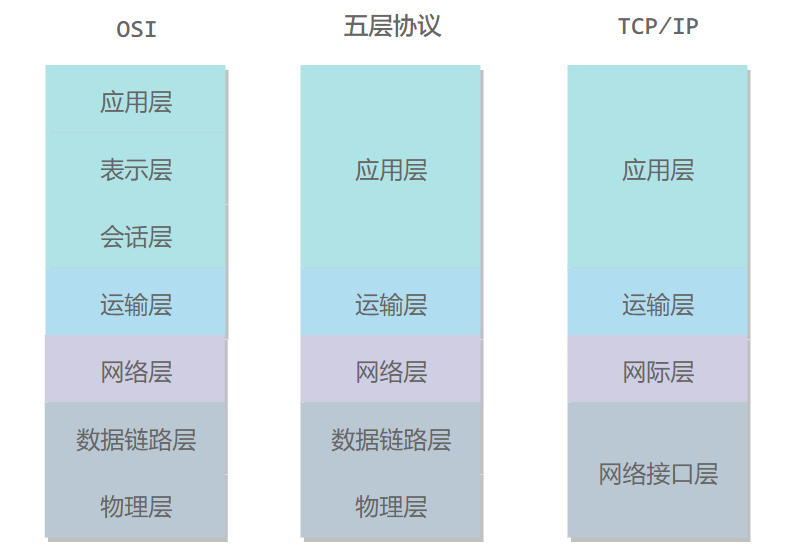 OSI
应用层
表示层
会话层
运输层
网络层
数据链路层
物理层
五层协议
应用层
运输层
网络层
数据链路层
物理层
TCP/IP
应用层
运输层
网际层
网络接口层